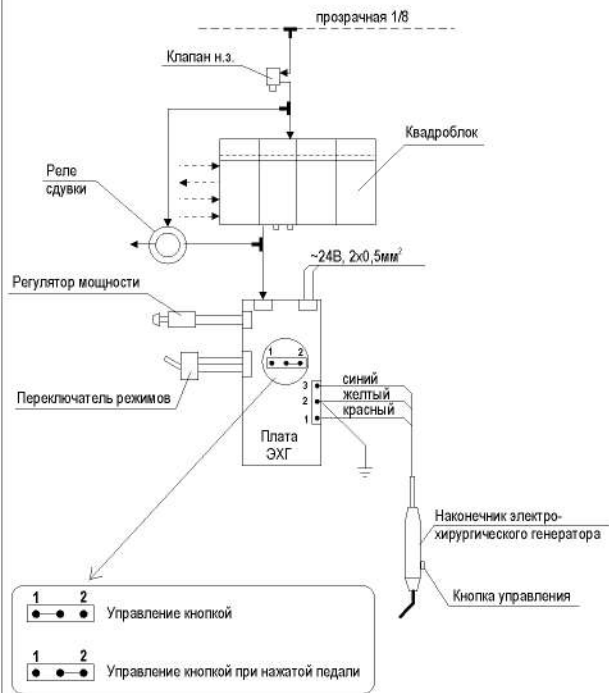 прозрачная 1/8
Клапан н.з.
Квадроблок
Реле
сдувки
~24В, 2x0,5мм²
Регулятор мощности
1 2
Переключатель режимов
3
2
1
синий
желтый
красный
Плата
ЭХГ
Наконечник электро-
хирургического генератора
Кнопка управления
1 2
Управление кнопкой
1 2
Управление кнопкой при нажатой педали